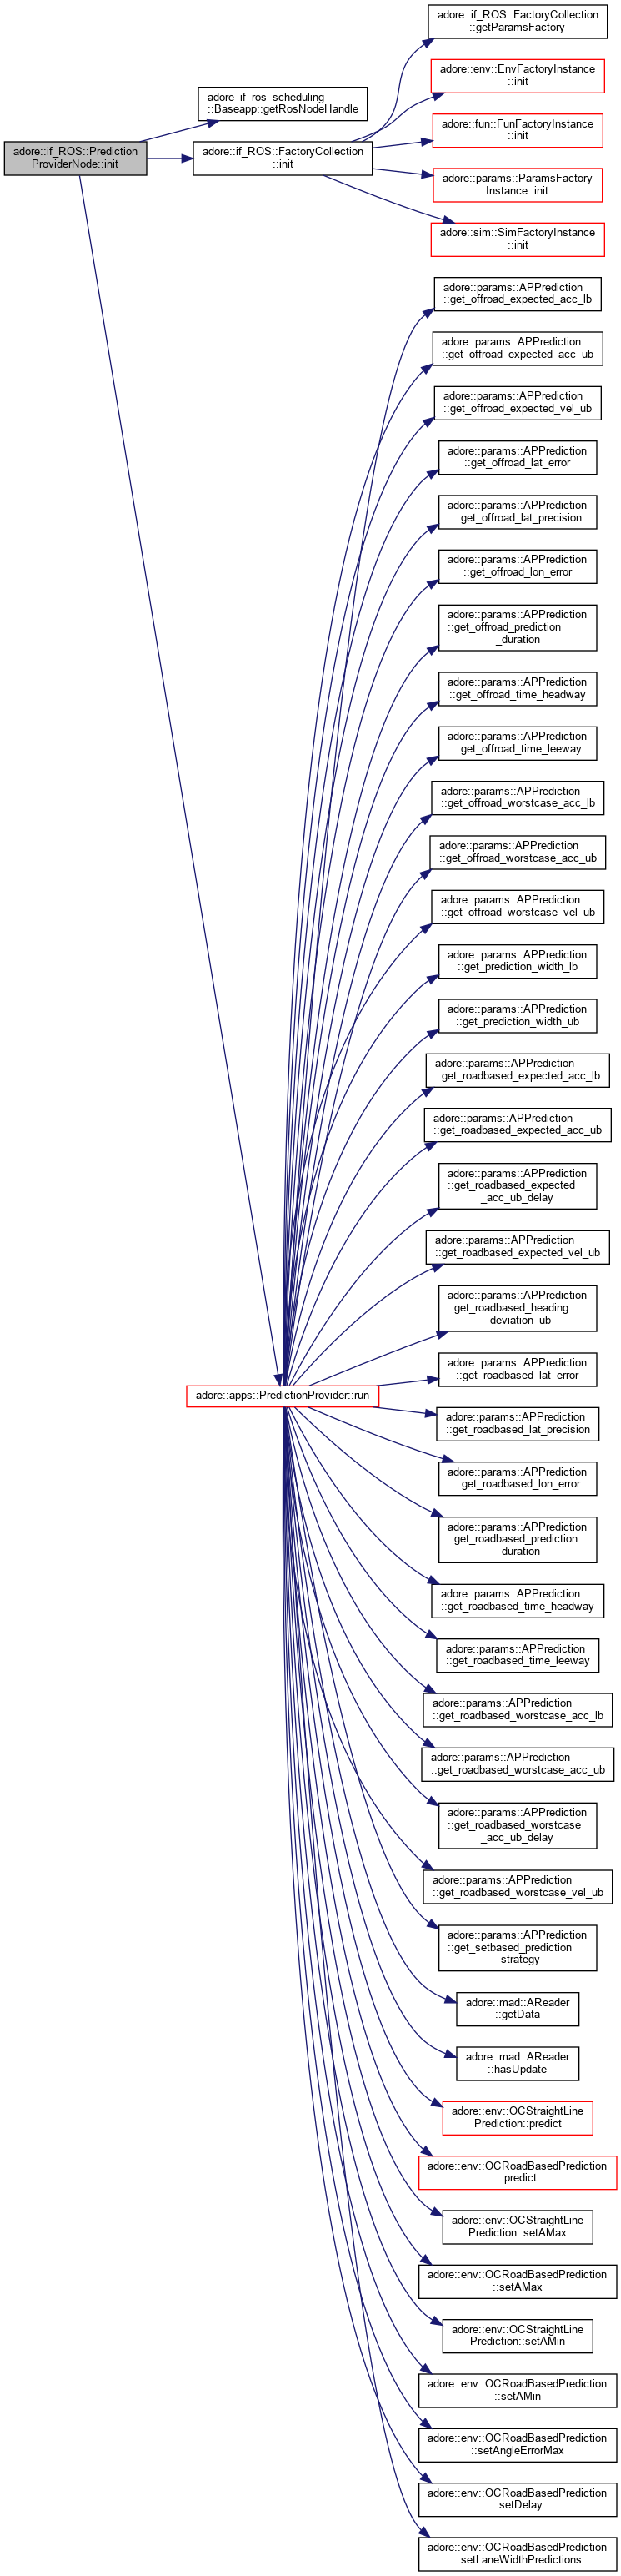 adore::if_ROS::Prediction
ProviderNode::init
adore_if_ros_scheduling
::Baseapp::getRosNodeHandle
adore::if_ROS::FactoryCollection
::init
adore::if_ROS::FactoryCollection
::getParamsFactory
adore::env::EnvFactoryInstance
::init
adore::fun::FunFactoryInstance
::init
adore::params::ParamsFactory
Instance::init
adore::sim::SimFactoryInstance
::init
adore::apps::PredictionProvider::run
adore::params::APPrediction
::get_offroad_expected_acc_lb
adore::params::APPrediction
::get_offroad_expected_acc_ub
adore::params::APPrediction
::get_offroad_expected_vel_ub
adore::params::APPrediction
::get_offroad_lat_error
adore::params::APPrediction
::get_offroad_lat_precision
adore::params::APPrediction
::get_offroad_lon_error
adore::params::APPrediction
::get_offroad_prediction
_duration
adore::params::APPrediction
::get_offroad_time_headway
adore::params::APPrediction
::get_offroad_time_leeway
adore::params::APPrediction
::get_offroad_worstcase_acc_lb
adore::params::APPrediction
::get_offroad_worstcase_acc_ub
adore::params::APPrediction
::get_offroad_worstcase_vel_ub
adore::params::APPrediction
::get_prediction_width_lb
adore::params::APPrediction
::get_prediction_width_ub
adore::params::APPrediction
::get_roadbased_expected_acc_lb
adore::params::APPrediction
::get_roadbased_expected_acc_ub
adore::params::APPrediction
::get_roadbased_expected
_acc_ub_delay
adore::params::APPrediction
::get_roadbased_expected_vel_ub
adore::params::APPrediction
::get_roadbased_heading
_deviation_ub
adore::params::APPrediction
::get_roadbased_lat_error
adore::params::APPrediction
::get_roadbased_lat_precision
adore::params::APPrediction
::get_roadbased_lon_error
adore::params::APPrediction
::get_roadbased_prediction
_duration
adore::params::APPrediction
::get_roadbased_time_headway
adore::params::APPrediction
::get_roadbased_time_leeway
adore::params::APPrediction
::get_roadbased_worstcase_acc_lb
adore::params::APPrediction
::get_roadbased_worstcase_acc_ub
adore::params::APPrediction
::get_roadbased_worstcase
_acc_ub_delay
adore::params::APPrediction
::get_roadbased_worstcase_vel_ub
adore::params::APPrediction
::get_setbased_prediction
_strategy
adore::mad::AReader
::getData
adore::mad::AReader
::hasUpdate
adore::env::OCStraightLine
Prediction::predict
adore::env::OCRoadBasedPrediction
::predict
adore::env::OCStraightLine
Prediction::setAMax
adore::env::OCRoadBasedPrediction
::setAMax
adore::env::OCStraightLine
Prediction::setAMin
adore::env::OCRoadBasedPrediction
::setAMin
adore::env::OCRoadBasedPrediction
::setAngleErrorMax
adore::env::OCRoadBasedPrediction
::setDelay
adore::env::OCRoadBasedPrediction
::setLaneWidthPredictions